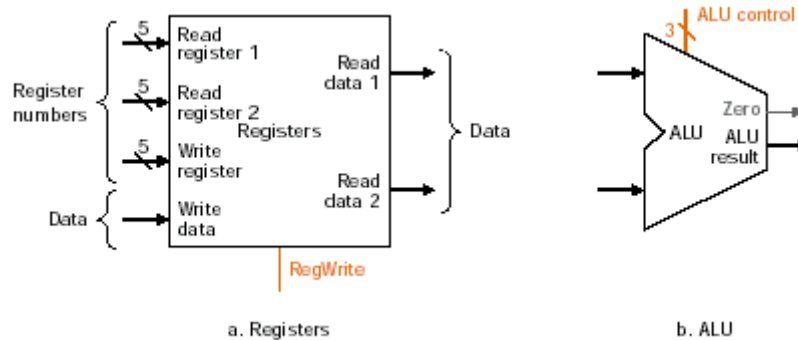 5
Read
register 1
5
Read
register 2
Registers
5
Write
register
Write
data
Register
numbers
Data
Read
data 1
Read
data 2
Data
RegWrite
a. Registers
ALU control
3
Zero
ALU
ALU
result
b. ALU